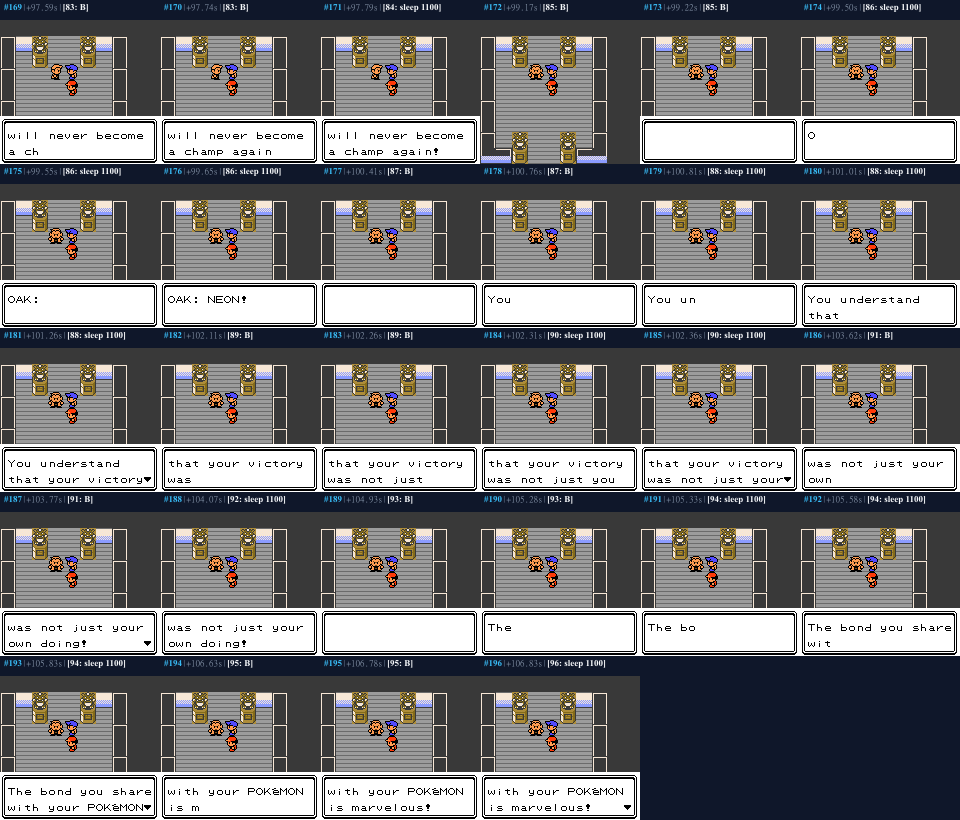 #169|+97.59s| [83: B]
#170|+97.74s| [83: B]
#171|+97.79s| [84: sleep 1100]
#172|+99.17s| [85: B]
#173|+99.22s| [85: B]
#174|+99.50s| [86: sleep 1100]
will never become
a ch
will never become
a champ again
will never become
a champ again!
O
#175|+99.55s| [86: sleep 1100]
#176|+99.65s| [86: sleep 1100]
#177|+100.41s| [87: B]
#178|+100.76s| [87: B]
#179|+100.81s| [88: sleep 1100]
#180|+101.01s| [88: sleep 1100]
OAK:
OAK: NEON!
You
You un
You understand
that
#181|+101.26s| [88: sleep 1100]
#182|+102.11s| [89: B]
#183|+102.26s| [89: B]
#184|+102.31s| [90: sleep 1100]
#185|+102.36s| [90: sleep 1100]
#186|+103.62s| [91: B]
You understand
that your victory▼
that your victory
was
that your victory
was not just
that your victory
was not just you
that your victory
was not just your▼
was not just your
own
#187|+103.77s| [91: B]
#188|+104.07s| [92: sleep 1100]
#189|+104.93s| [93: B]
#190|+105.28s| [93: B]
#191|+105.33s| [94: sleep 1100]
#192|+105.58s| [94: sleep 1100]
was not just your
own doing! ▼
was not just your
own doing!
The
The bo
The bond you share
wit
#193|+105.83s| [94: sleep 1100]
#194|+106.63s| [95: B]
#195|+106.78s| [95: B]
#196|+106.83s| [96: sleep 1100]
The bond you share
with your POKéMON▼
with your POKéMON
is m
with your POKéMON
is marvelous!
with your POKéMON
is marvelous! ▼